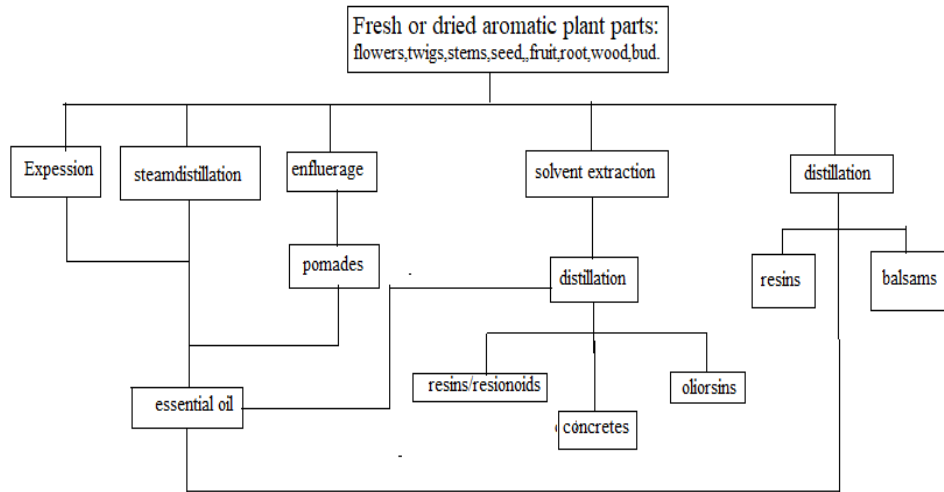 Fresh or dried aromatic plant parts:
flowers,twigs,stems,seed,,fruit,root,wood,bud.
Expession
steamdistillation
enfluerage
solvent extraction
distillation
pomades
distillation
resins
balsams
resins/resionoids
oliorsins
essential oil
concretes